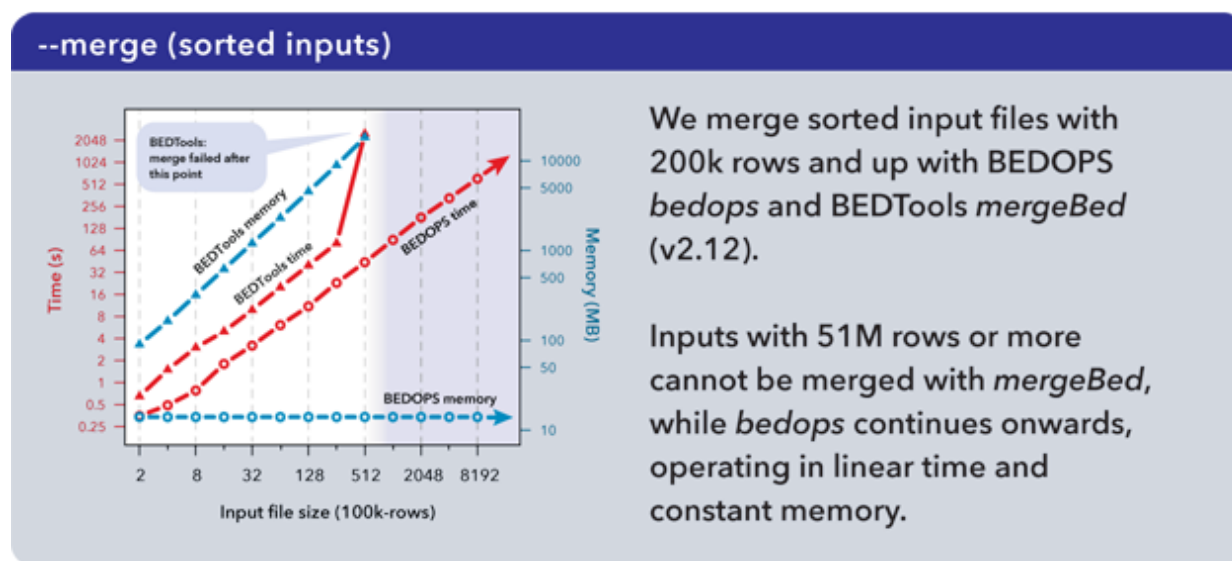 --merge (sorted inputs)
BEDTools:
merge failed after
this point
2048
1024
512
256
128
64
32
16
8
4
2
1
0.5
0.25
Time (s)
BEDTools memory
BEDTools time
BEDOPS time
BEDOPS memory
10000
5000
1000
500
100
50
10
Memory (MB)
2 8 32 128 512 2048 8192
Input file size (100k-rows)
We merge sorted input files with
200k rows and up with BEDOPS
bedops and BEDTools mergeBed
(v2.12).
Inputs with 51M rows or more
cannot be merged with mergeBed,
while bedops continues onwards,
operating in linear time and
constant memory.